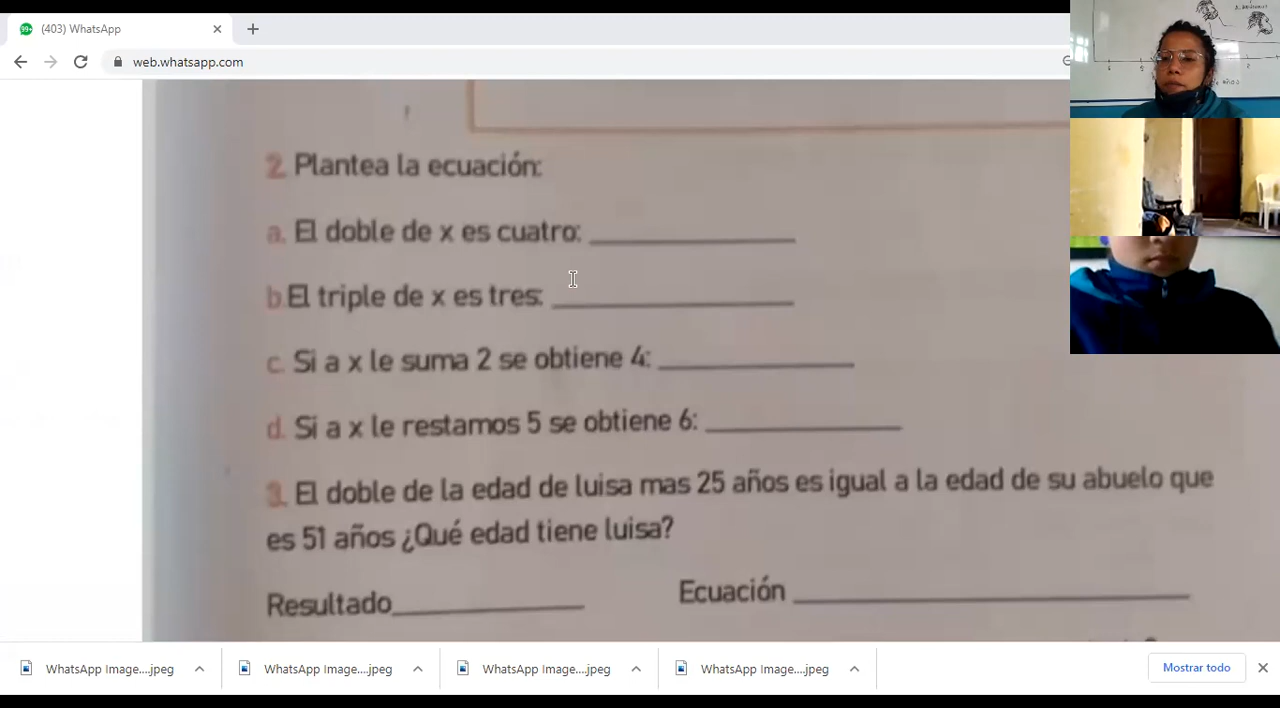 (403) WhatsApp
web.whatsapp.com
2. Plantea la ecuación:
a. El doble de x es cuatro:
b. El triple de x es tres:
c. Si a x le suma 2 se obtiene 4:
d. Si a x le restamos 5 se obtiene 6:
3. El doble de la edad de luisa mas 25 años es igual a la edad de su abuelo que
es 51 años ¿Qué edad tiene luisa?
Resultado
Ecuación
WhatsApp Image....jpeg
WhatsApp Image....jpeg
WhatsApp Image....jpeg
WhatsApp Image....jpeg
Mostrar todo